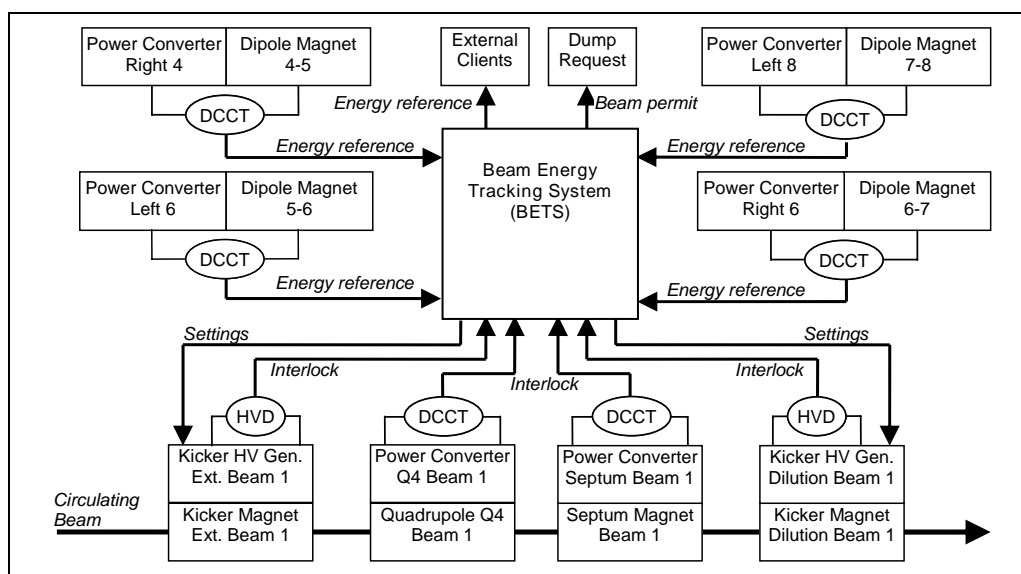 Power Converter
Right 4
Dipole Magnet
4-5
External
Clients
Dump
Request
Power Converter
Left 8
Dipole Magnet
7-8
DCCT
Energy reference
Beam permit
DCCT
Energy reference
Energy reference
Beam Energy
Tracking System
(BETS)
Power Converter
Left 6
Dipole Magnet
5-6
Power Converter
Right 6
Dipole Magnet
6-7
DCCT
DCCT
Energy reference
Energy reference
Settings
Settings
Interlock
Interlock
Interlock
HVD
DCCT
DCCT
HVD
Kicker HV Gen.
Ext. Beam 1
Power Converter
Q4 Beam 1
Power Converter
Septum Beam 1
Kicker HV Gen.
Dilution Beam 1
Circulating
Beam
Kicker Magnet
Ext. Beam 1
Quadrupole Q4
Beam 1
Septum Magnet
Beam 1
Kicker Magnet
Dilution Beam 1